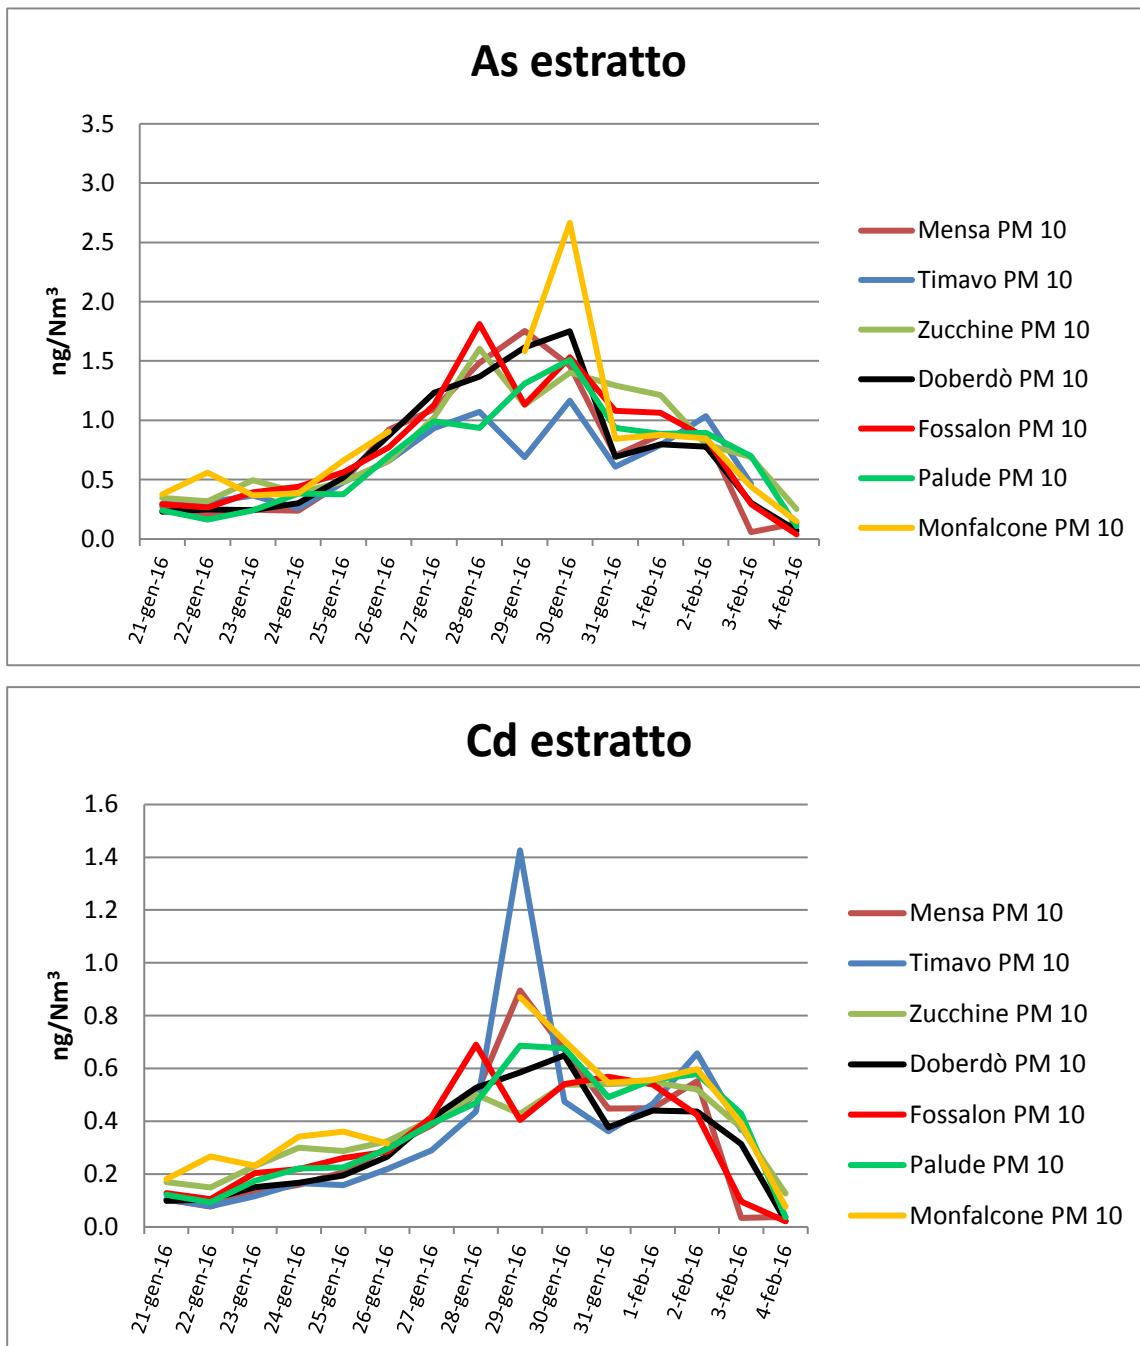 As estratto
3.5
3.0
2.5
2.0
1.5
1.0
0.5
0.0
ng/Nm³
21-gen-16
22-gen-16
23-gen-16
24-gen-16
25-gen-16
26-gen-16
27-gen-16
28-gen-16
29-gen-16
30-gen-16
31-gen-16
1-feb-16
2-feb-16
3-feb-16
4-feb-16
Mensa PM 10
Timavo PM 10
Zucchine PM 10
Doberdò PM 10
Fossalon PM 10
Palude PM 10
Monfalcone PM 10
Cd estratto
1.6
1.4
1.2
1.0
0.8
0.6
0.4
0.2
0.0
ng/Nm³
21-gen-16
22-gen-16
23-gen-16
24-gen-16
25-gen-16
26-gen-16
27-gen-16
28-gen-16
29-gen-16
30-gen-16
31-gen-16
1-feb-16
2-feb-16
3-feb-16
4-feb-16
Mensa PM 10
Timavo PM 10
Zucchine PM 10
Doberdò PM 10
Fossalon PM 10
Palude PM 10
Monfalcone PM 10